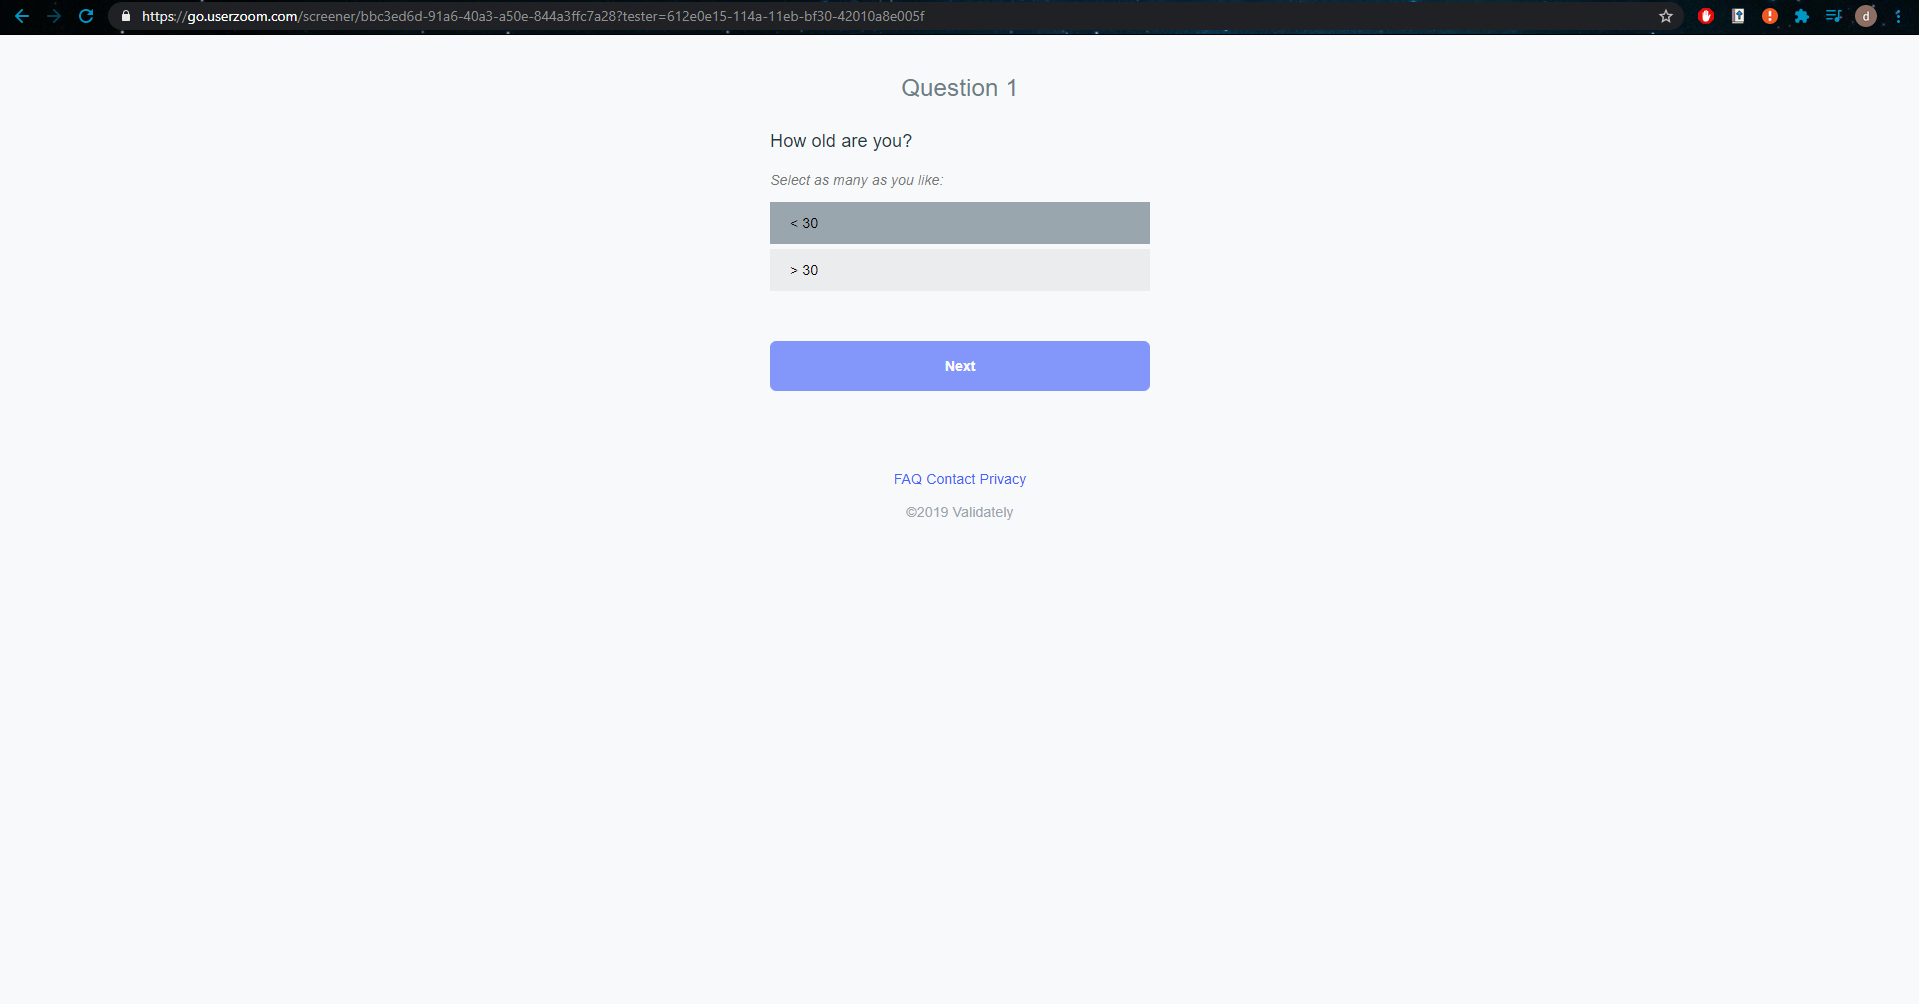 https://go.userzoom.com/screener/bbc3ed6d-91a6-40a3-a50e-844a3ffc7a28?tester=612e0e15-114a-11eb-bf30-42010a8e005f
d
Question 1
How old are you?
Select as many as you like:
< 30
> 30
Next
FAQ Contact Privacy
©2019 Validately